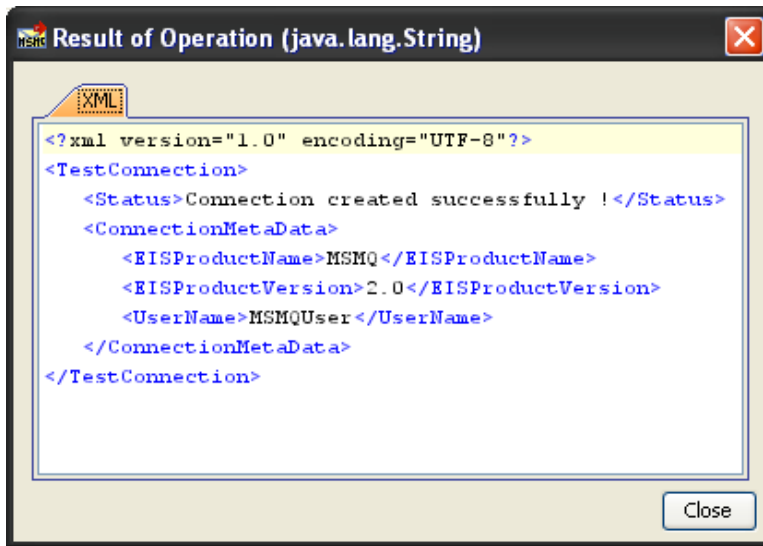 Result of Operation (java.lang.String)
XML
<?xml version="1.0" encoding="UTF-8"?>
<TestConnection>
<Status>Connection created successfully !</Status>
<ConnectionMetaData>
<EISProductName>MSMQ</EISProductName>
<EISProductVersion>2.0</EISProductVersion>
<UserName>MSMQUser</UserName>
</ConnectionMetaData>
</TestConnection>
Close